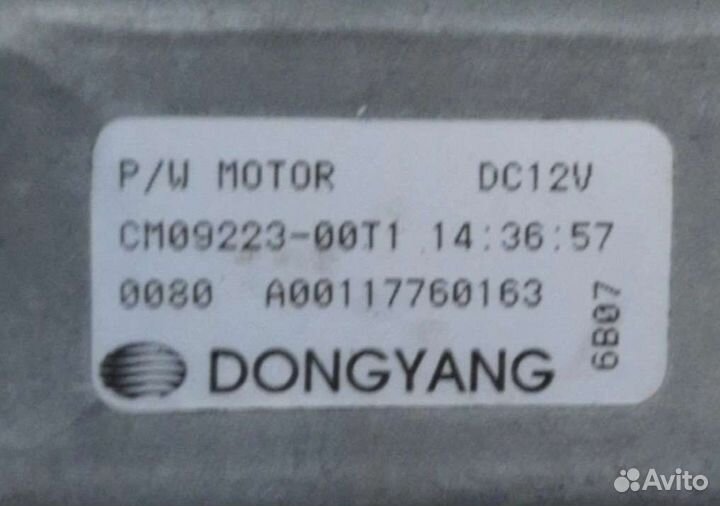 P/W MOTOR DC12V
CM09223-00T1 14:36:57
0080 A00117760163
6B07
DONGYANG
Avito